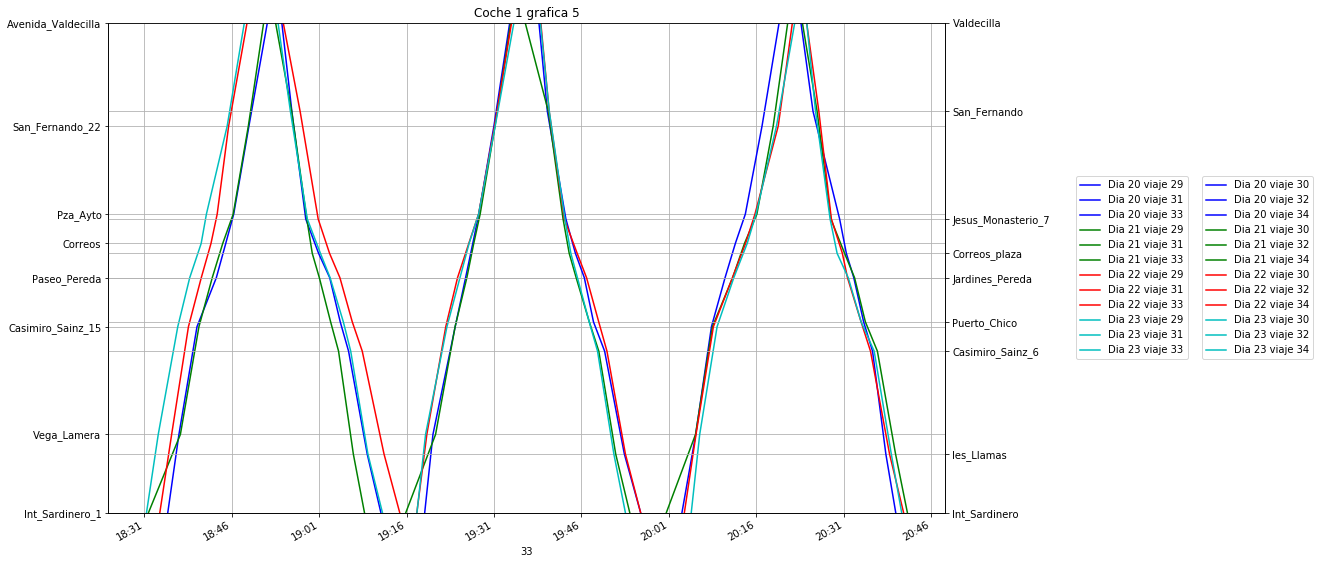 Coche 1 grafica 5
Avenida_Valdecilla
San_Fernando_22
Pza_Ayto
Correos
Paseo_Pereda
Casimiro_Sainz_15
Vega_Lamera
Int_Sardinero_1
Valdecilla
San_Fernando
Jesus_Monasterio_7
Correos_plaza
Jardines_Pereda
Puerto_Chico
Casimiro_Sainz_6
Ies_Llamas
Int_Sardinero
18:31
18:46
19:01
19:16
19:31
19:46
20:01
20:16
20:31
20:46
33
Dia 20 viaje 29
Dia 20 viaje 31
Dia 20 viaje 33
Dia 21 viaje 29
Dia 21 viaje 31
Dia 21 viaje 33
Dia 22 viaje 29
Dia 22 viaje 31
Dia 22 viaje 33
Dia 23 viaje 29
Dia 23 viaje 31
Dia 23 viaje 33
Dia 20 viaje 30
Dia 20 viaje 32
Dia 20 viaje 34
Dia 21 viaje 30
Dia 21 viaje 32
Dia 21 viaje 34
Dia 22 viaje 30
Dia 22 viaje 32
Dia 22 viaje 34
Dia 23 viaje 30
Dia 23 viaje 32
Dia 23 viaje 34